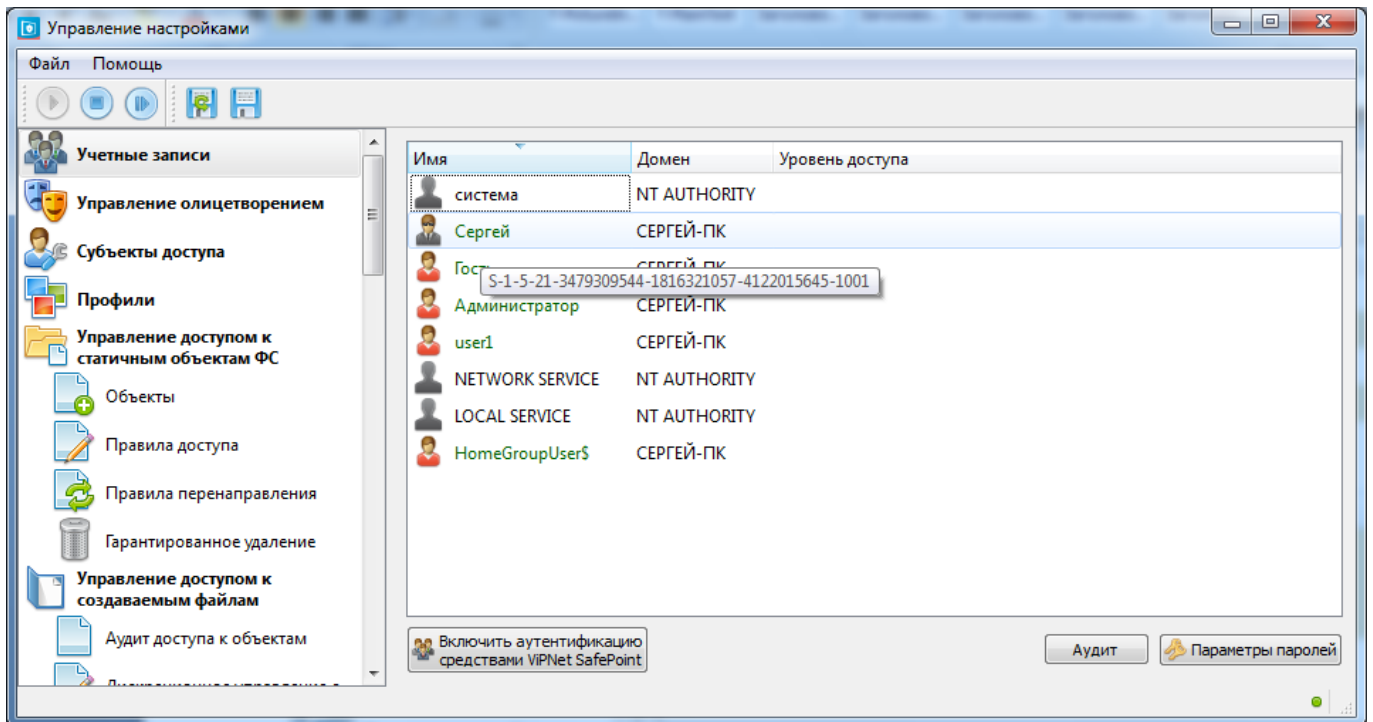 Управление настройками
Файл Помощь
Учетные записи
Управление олицетворением
Субъекты доступа
Профили
Управление доступом к
статичным объектам ФС
Объекты
Правила доступа
Правила перенаправления
Гарантированное удаление
Управление доступом к
создаваемым файлам
Аудит доступа к объектам
Имя Домен Уровень доступа
система NT AUTHORITY
Сергей СЕРГЕЙ-ПК
S-1-5-21-3479309544-1816321057-4122015645-1001
Администратор СЕРГЕЙ-ПК
user1 СЕРГЕЙ-ПК
NETWORK SERVICE NT AUTHORITY
LOCAL SERVICE NT AUTHORITY
HomeGroupUser$ СЕРГЕЙ-ПК
Включить аутентификацию
средствами ViPNet SafePoint
Аудит
Параметры паролей